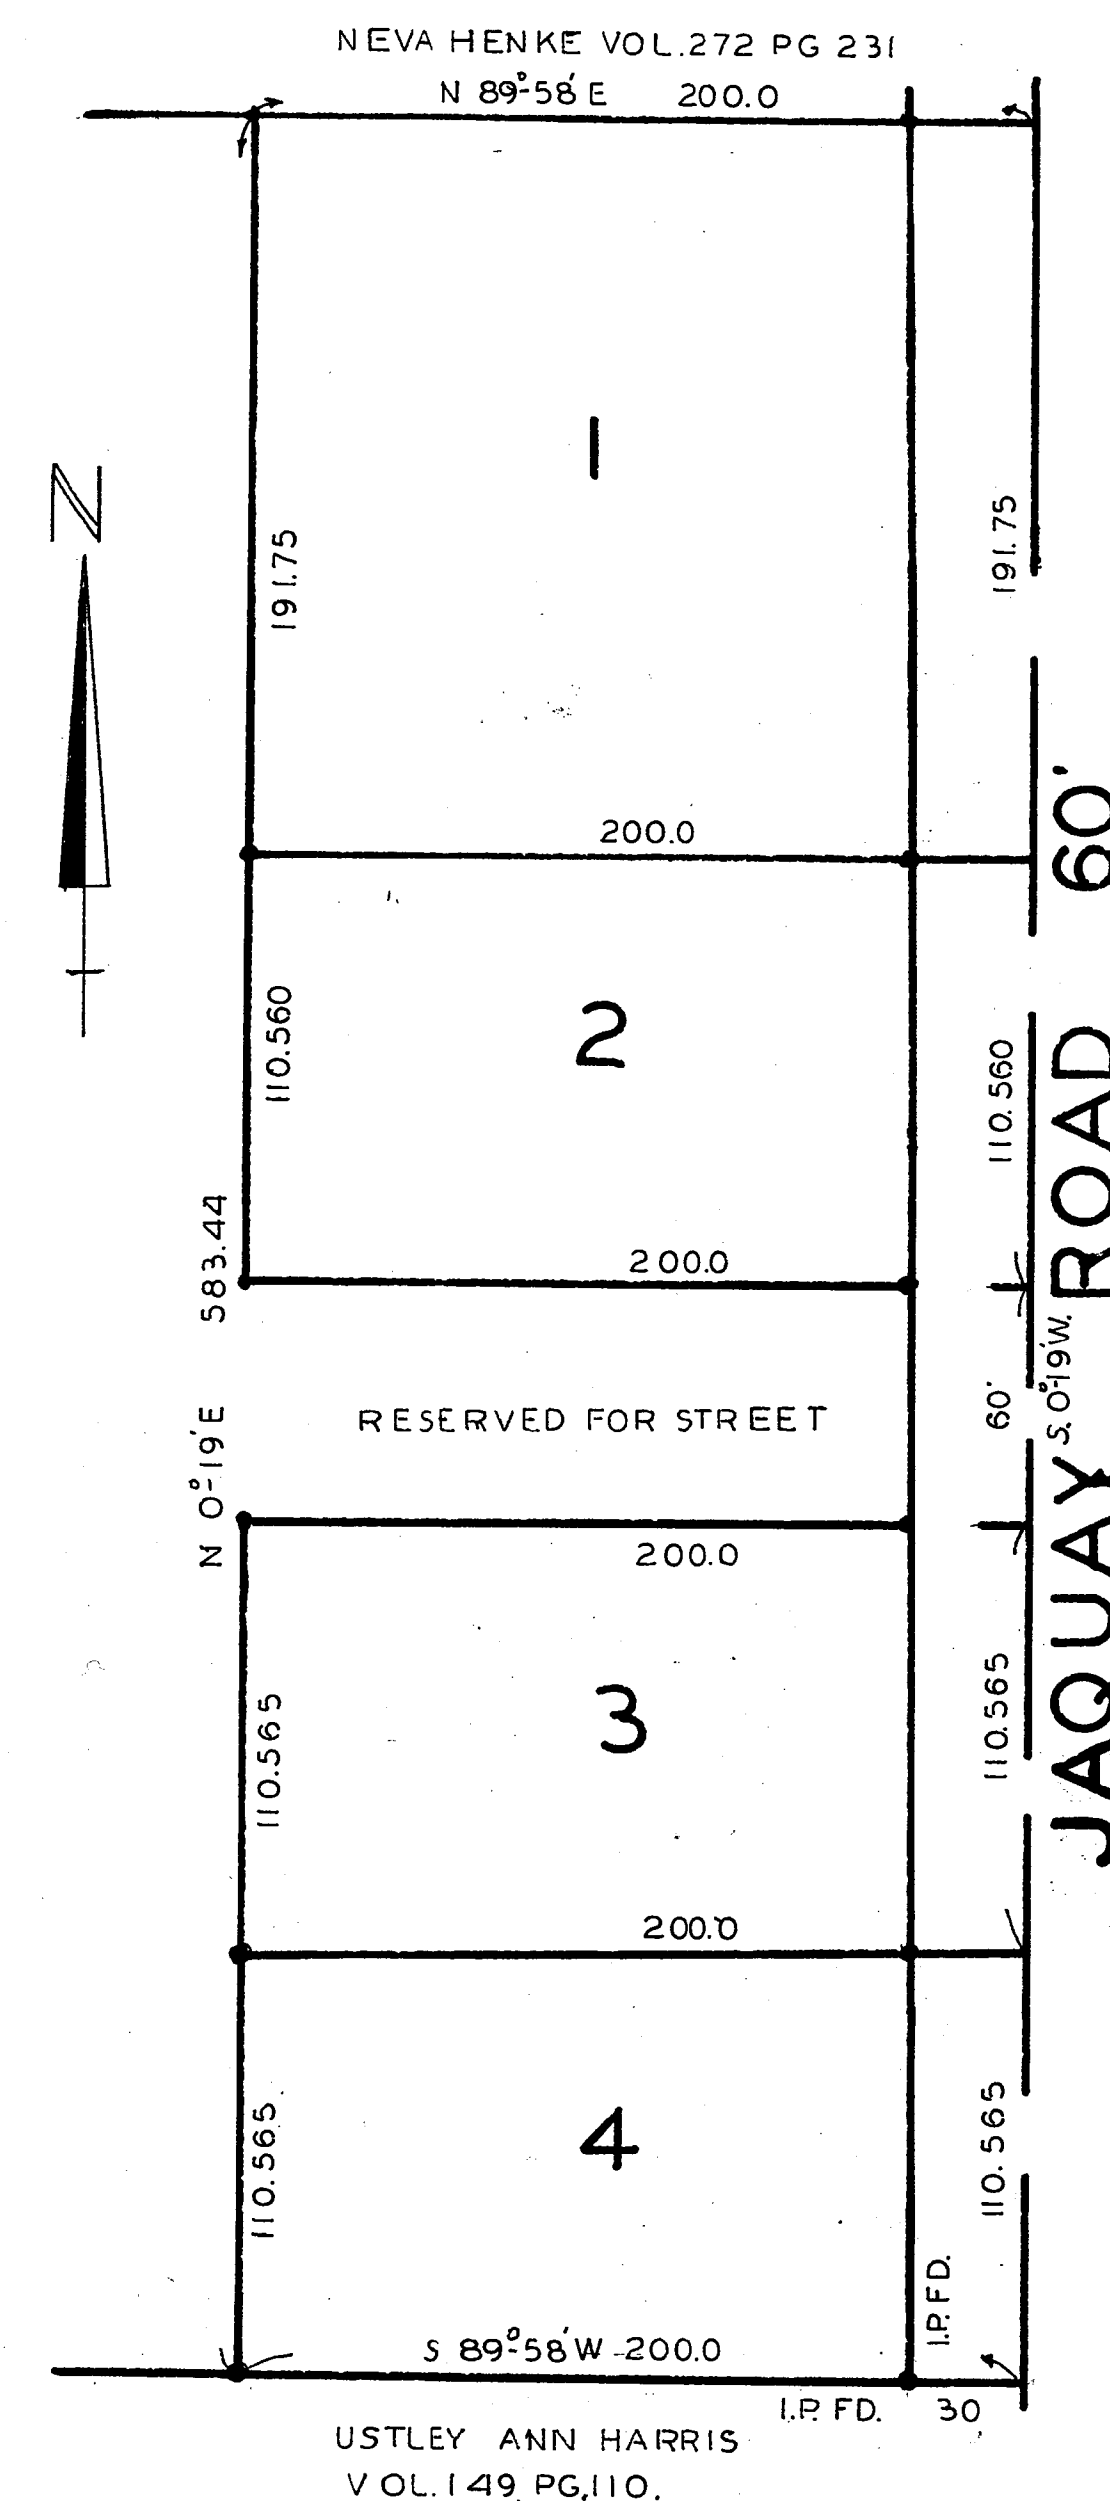 NEVA HENKE VOL.272 PG 231
N 89°-58' E 200.0
N
1
191.75
191.75
200.0
60'
2
110.560
110.560
200.0
583.44
N 0°-19' E
RESERVED FOR STREET
60'
S. 0°-19' W.
JAQUAY ROAD
200.0
3
110.565
110.565
200.0
4
110.565
110.565
I.P. FD.
S 89°-58' W - 200.0
I.P. FD. 30
USTLEY ANN HARRIS
VOL.149 PG.110.